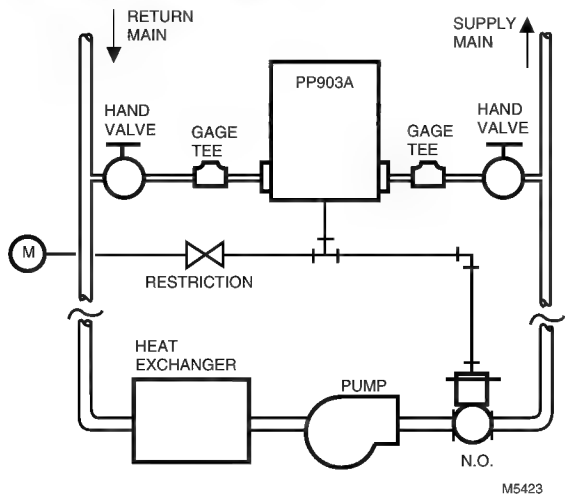 RETURN
MAIN
SUPPLY
MAIN
PP903A
HAND
VALVE
GAGE
TEE
GAGE
TEE
HAND
VALVE
M
RESTRICTION
HEAT
EXCHANGER
PUMP
N.O.
M5423